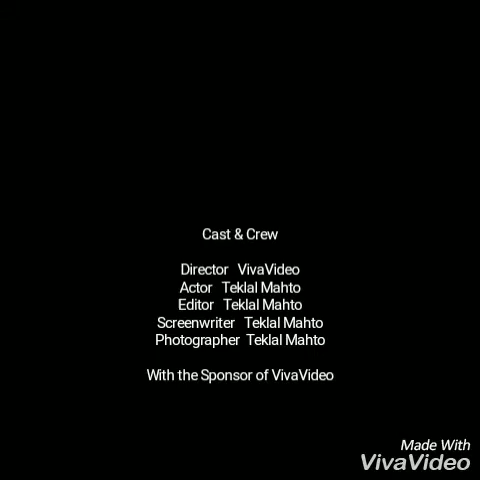 Cast & Crew
Director VivaVideo
Actor Teklal Mahto
Editor Teklal Mahto
Screenwriter Teklal Mahto
Photographer Teklal Mahto
With the Sponsor of VivaVideo
Made With
VivaVideo